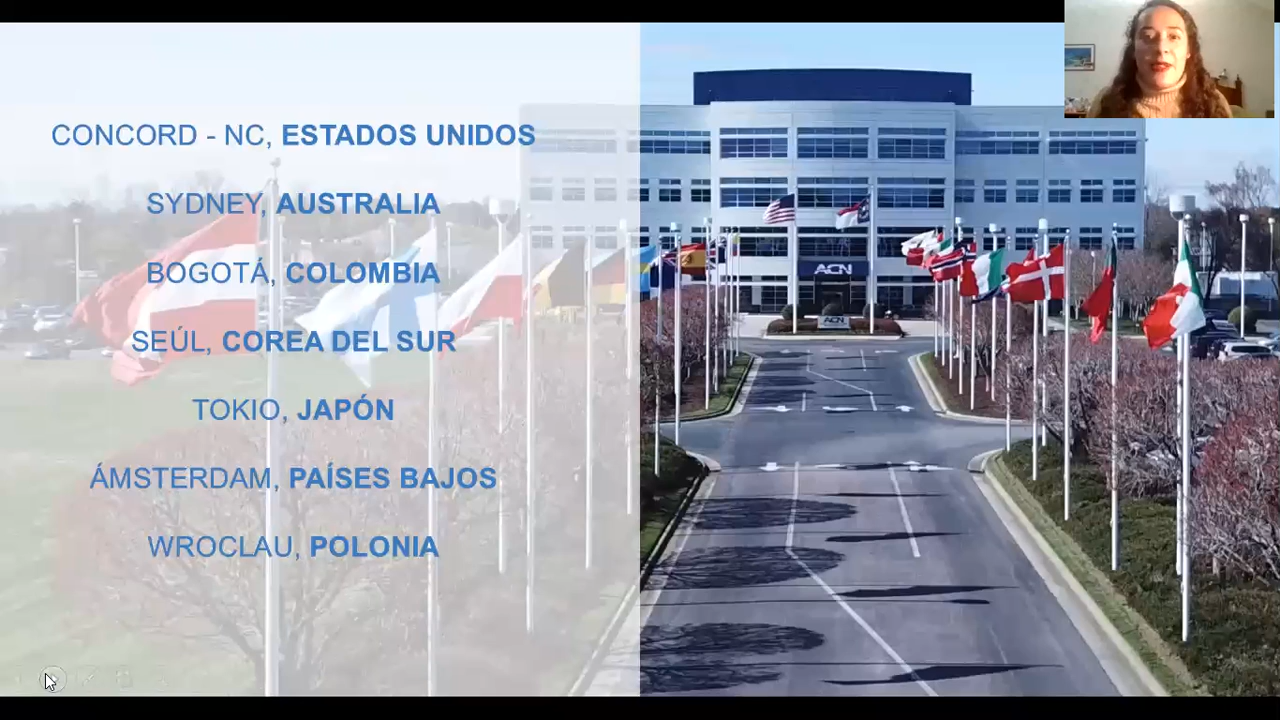 CONCORD - NC, ESTADOS UNIDOS
SYDNEY, AUSTRALIA
BOGOTÁ, COLOMBIA
SEÚL, COREA DEL SUR
TOKIO, JAPÓN
ÁMSTERDAM, PAÍSES BAJOS
WROCLAU, POLONIA
ACN
ACN